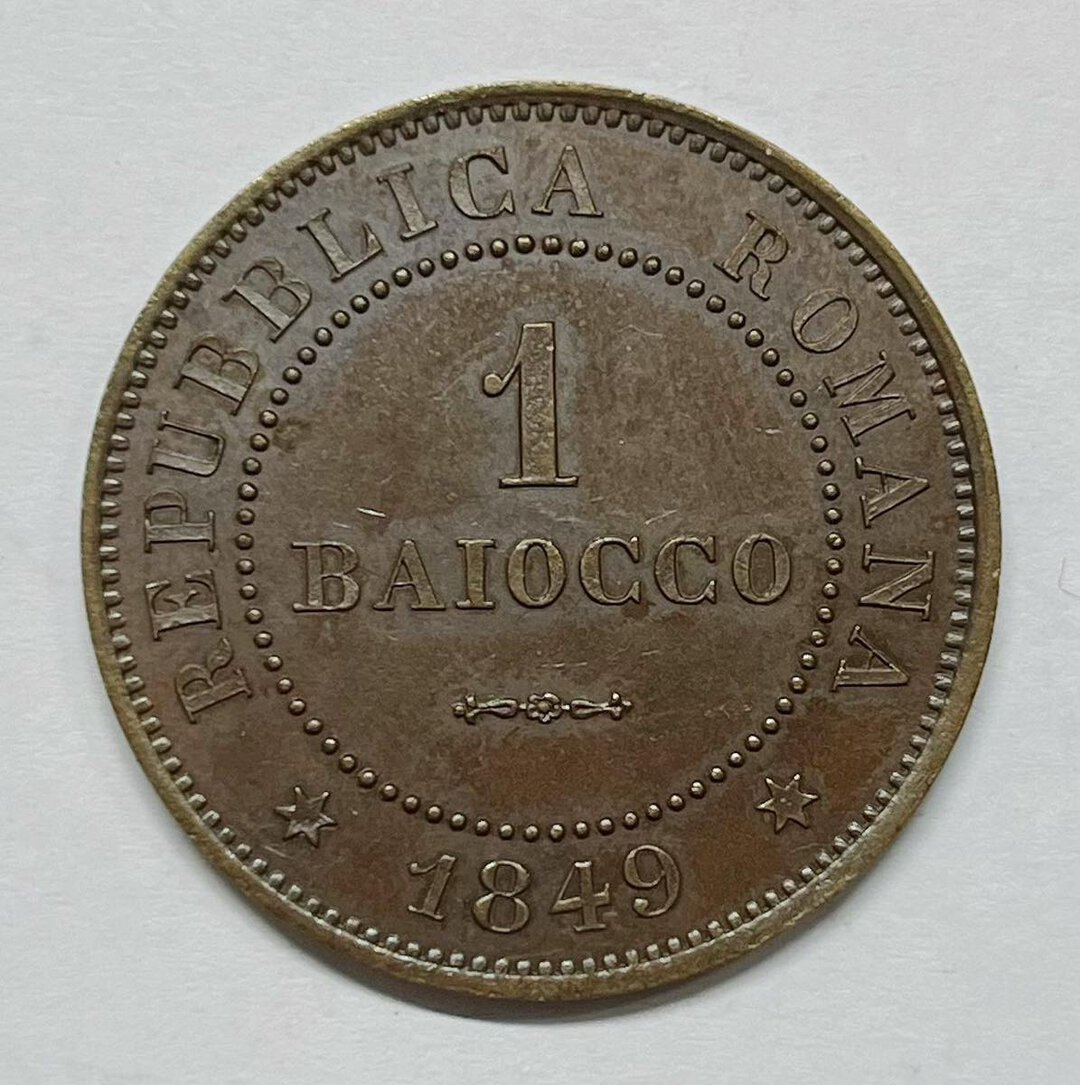 REPUBBLICA ROMANA
1
BAIOCCO
1849